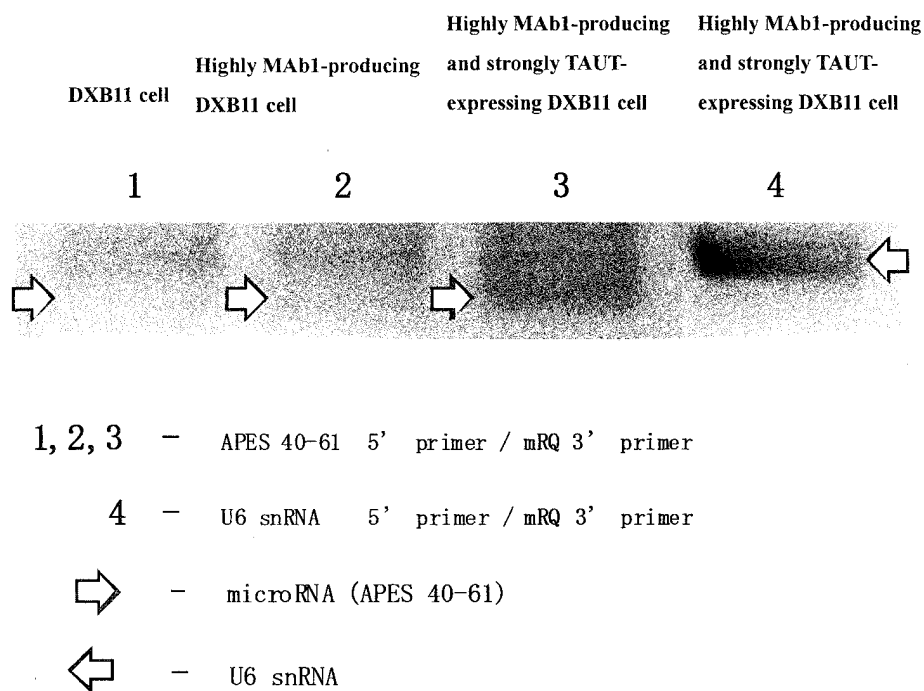 DXB11 cell
Highly MAb1-producing
DXB11 cell
Highly MAb1-producing
and strongly TAUT-
expressing DXB11 cell
Highly MAb1-producing
and strongly TAUT-
expressing DXB11 cell
1 2 3 4
1, 2, 3 - APES 40-61 5' primer / mRQ 3' primer
4 - U6 snRNA 5' primer / mRQ 3' primer
- microRNA (APES 40-61)
- U6 snRNA